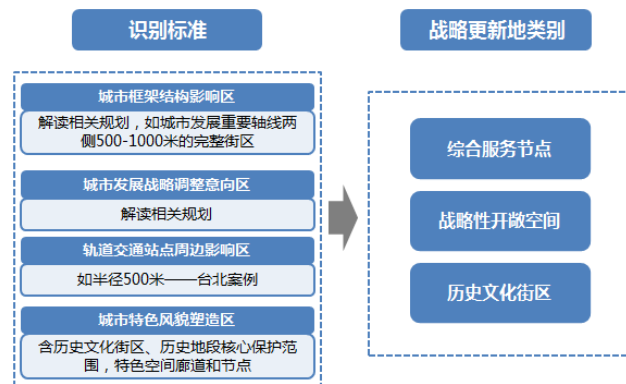 识别标准
战略更新地类别
城市框架结构影响区
解读相关规划，如城市发展重要轴线两
侧500-1000米的完整街区
城市发展战略调整意向区
解读相关规划
轨道交通站点周边影响区
如半径500米——台北案例
城市特色风貌塑造区
含历史文化街区、历史地段核心保护范
围，特色空间廊道和节点
综合服务节点
战略性开敞空间
历史文化街区